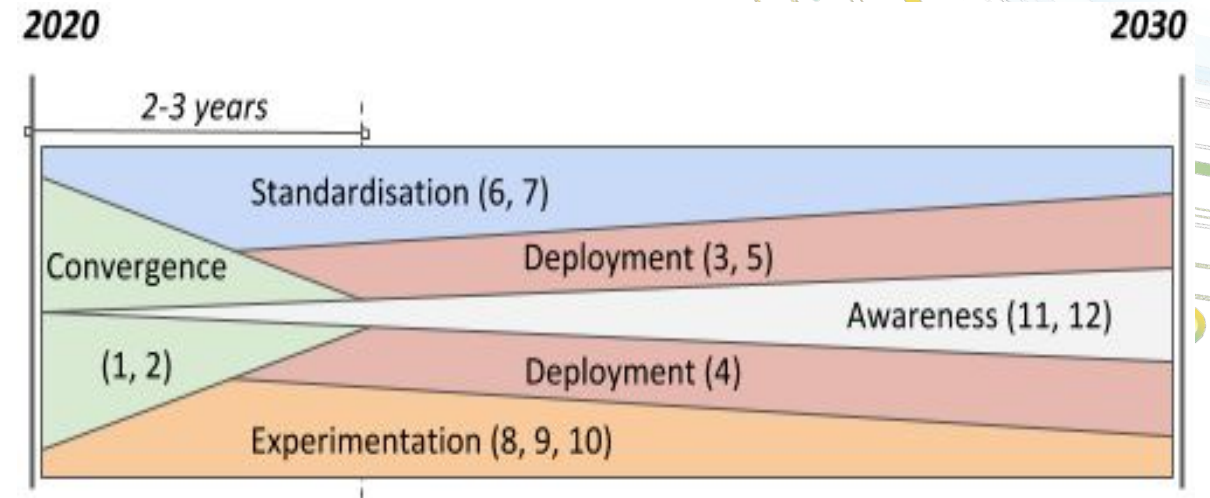 2020
2030
2-3 years
Standardisation (6, 7)
Convergence
(1, 2)
Deployment (3, 5)
Awareness (11, 12)
Deployment (4)
Experimentation (8, 9, 10)